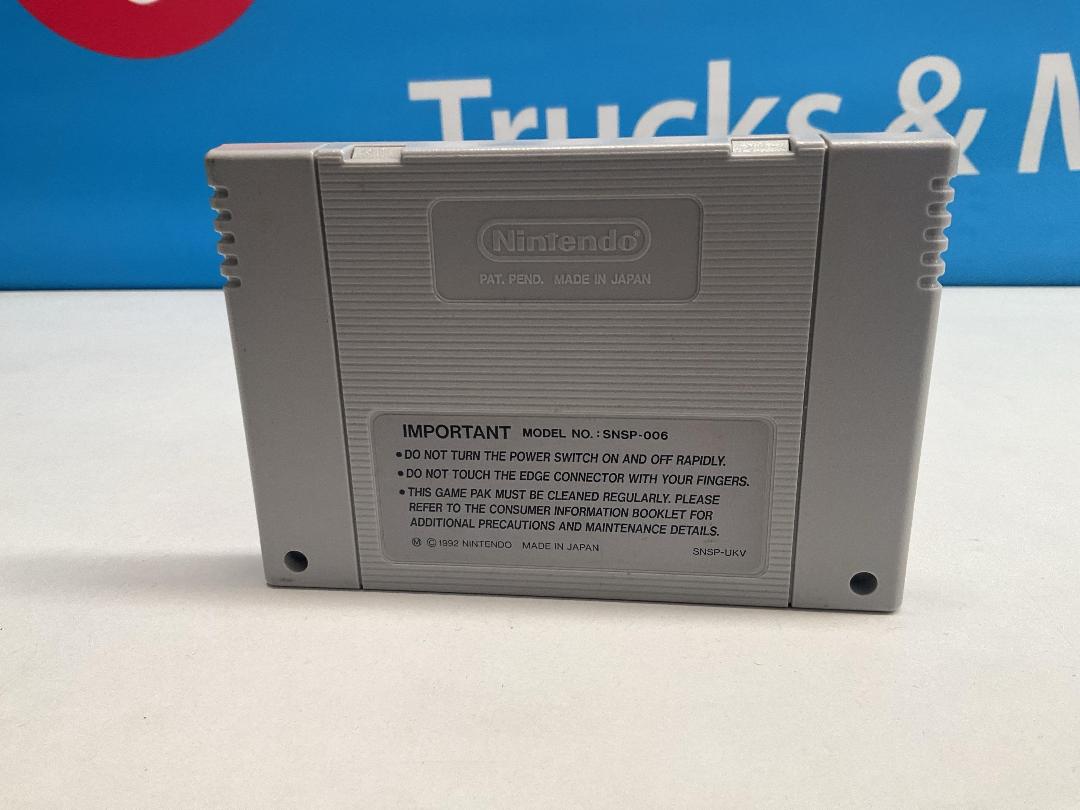 Trucks & M
Nintendo®
PAT. PEND. MADE IN JAPAN
IMPORTANT MODEL NO.: SNSP-006
• DO NOT TURN THE POWER SWITCH ON AND OFF RAPIDLY.
• DO NOT TOUCH THE EDGE CONNECTOR WITH YOUR FINGERS.
• THIS GAME PAK MUST BE CLEANED REGULARLY. PLEASE
REFER TO THE CONSUMER INFORMATION BOOKLET FOR
ADDITIONAL PRECAUTIONS AND MAINTENANCE DETAILS.
Ⓜ © 1992 NINTENDO MADE IN JAPAN SNSP-UKV